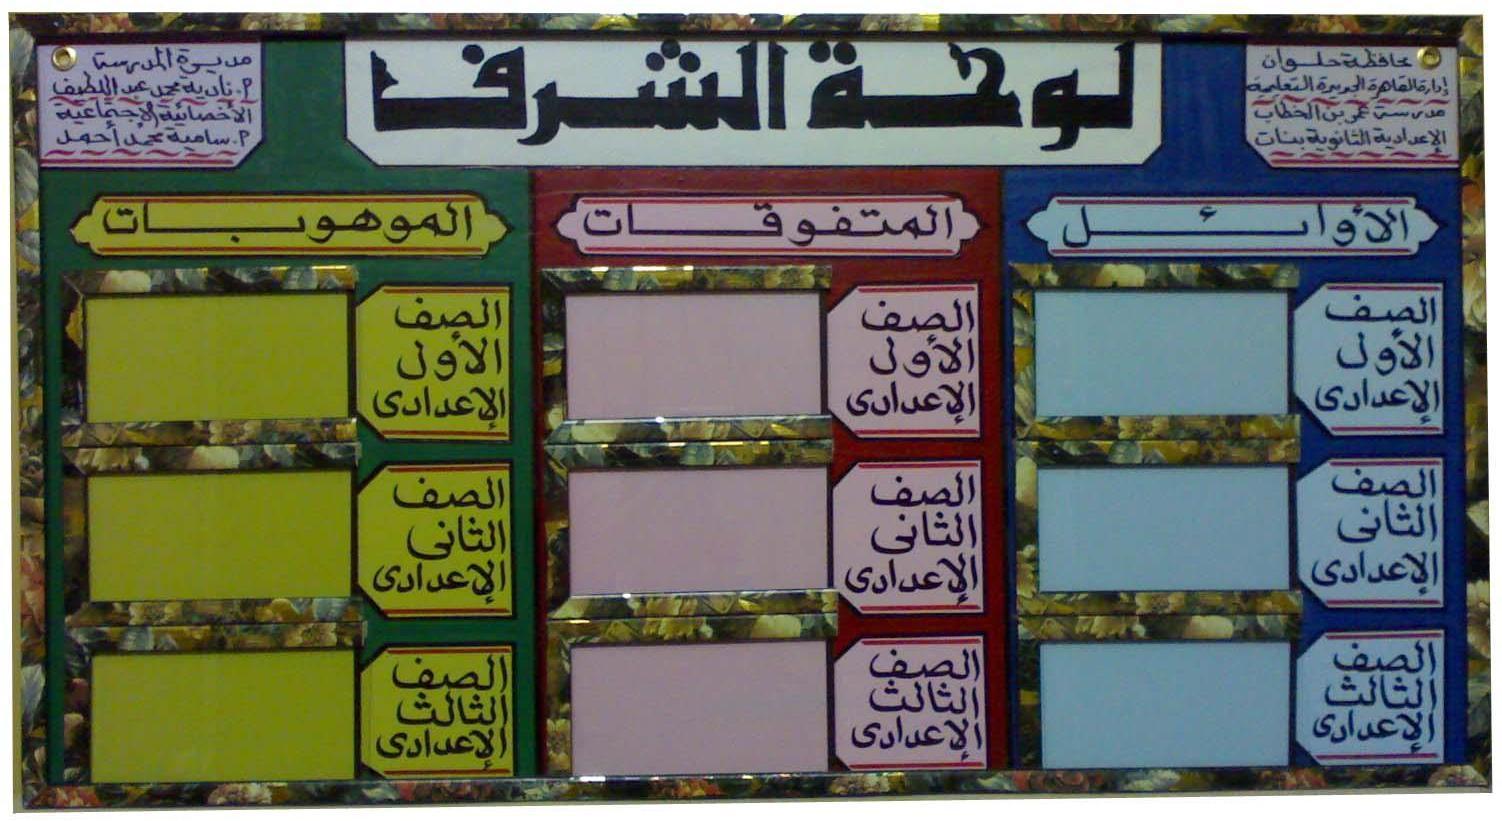 لوحة الشرف
محافظة حلوان
إدارة القاهرة الجديدة التعليمية
مدرسة عمر بن الخطاب
الإعدادية الثانوية بنات
مديرة المدرسة
أ. نادية محمد عبد اللطيف
الأخصائية الإجتماعية
أ. سامية محمد أحمد
الأوائل
الصف
الأول
الإعدادى
الصف
الثانى
الإعدادى
الصف
الثالث
الإعدادى
المتفوقات
الصف
الأول
الإعدادى
الصف
الثانى
الإعدادى
الصف
الثالث
الإعدادى
الموهوبات
الصف
الأول
الإعدادى
الصف
الثانى
الإعدادى
الصف
الثالث
الإعدادى